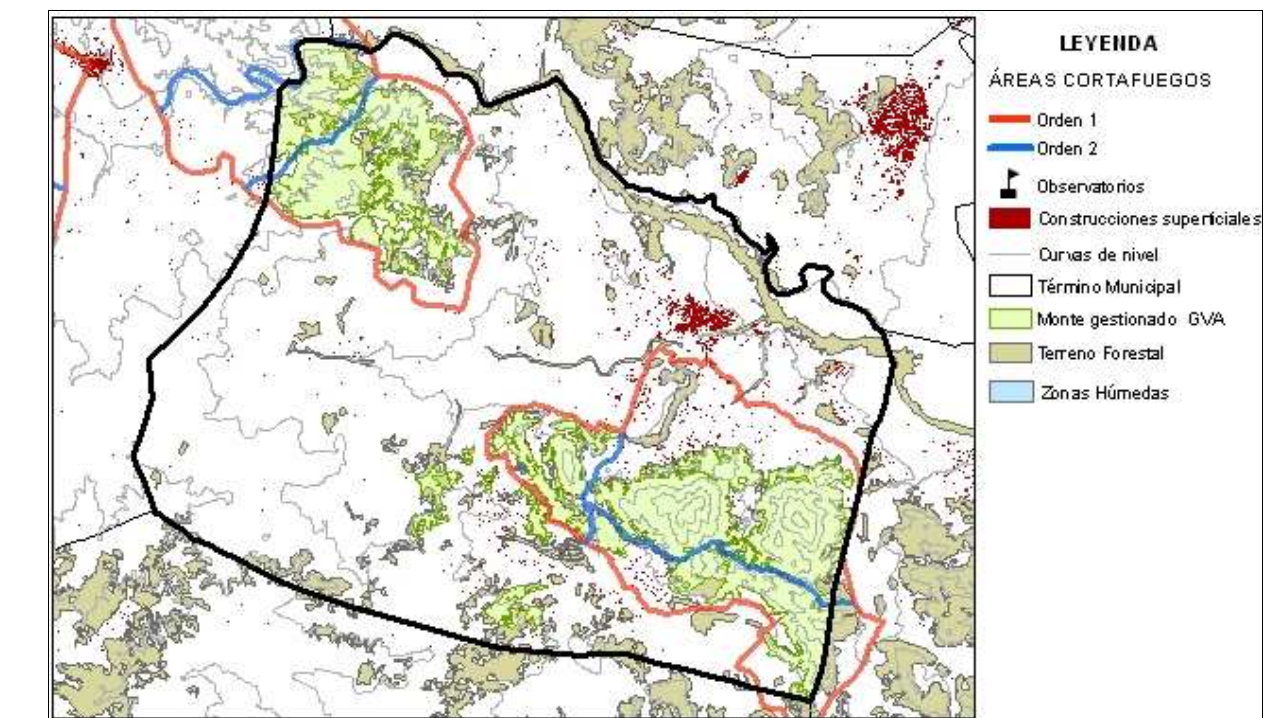 LEYENDA
ÁREAS CORTAFUEGOS
Orden 1
Orden 2
Observatorios
Construcciones superficiales
Curvas de nivel
Término Municipal
Monte gestionado GVA
Terreno Forestal
Zonas Húmedas